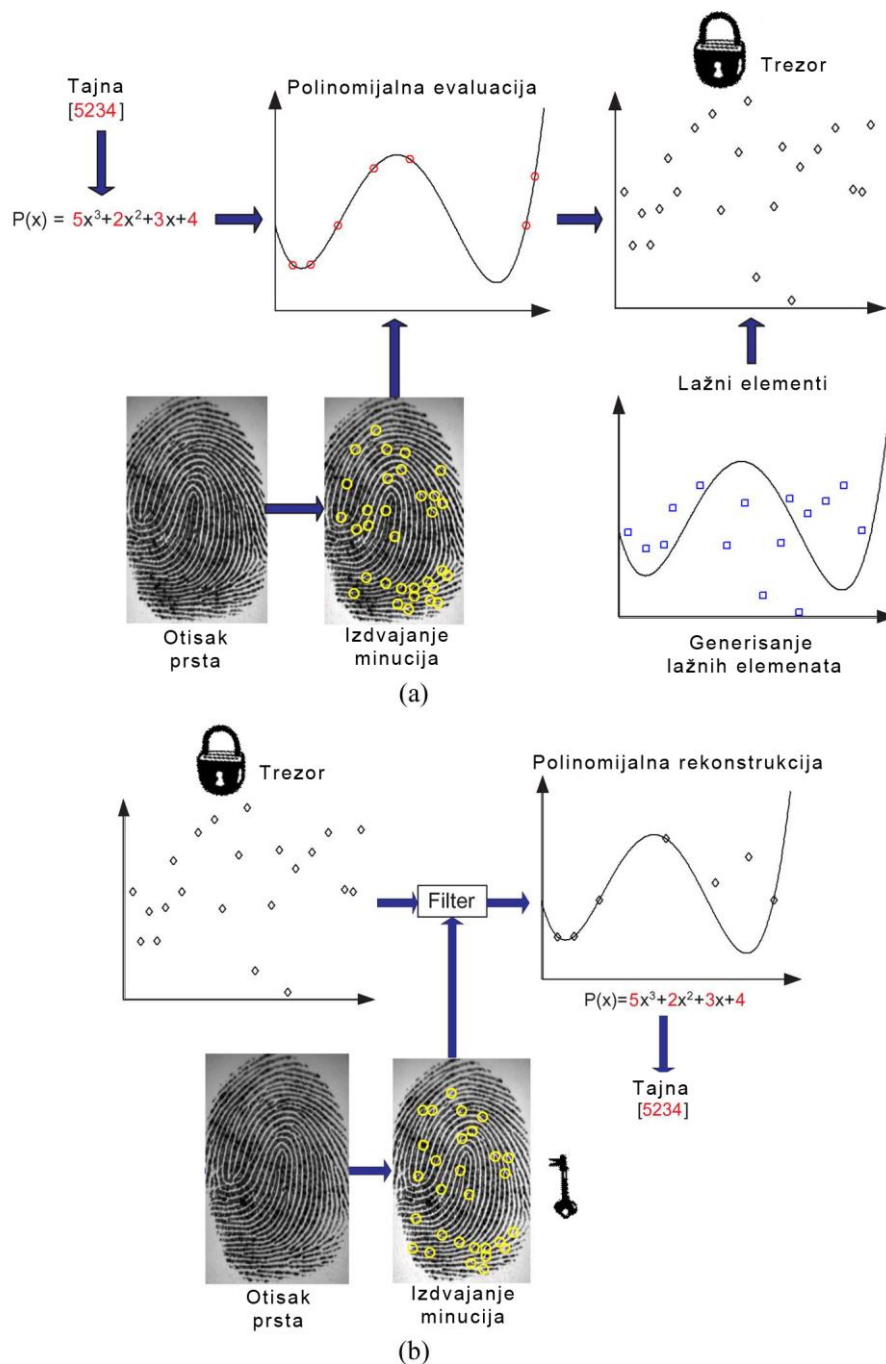 Tajna
[5234]
P(x) = 5x³+2x²+3x+4
Polinomijalna evaluacija
Trezor
Otisak
prsta
Izdvajanje
minucija
Lažni elementi
Generisanje
lažnih elemenata
(a)
Trezor
Filter
Polinomijalna rekonstrukcija
P(x)=5x³+2x²+3x+4
Tajna
[5234]
Otisak
prsta
Izdvajanje
minucija
(b)